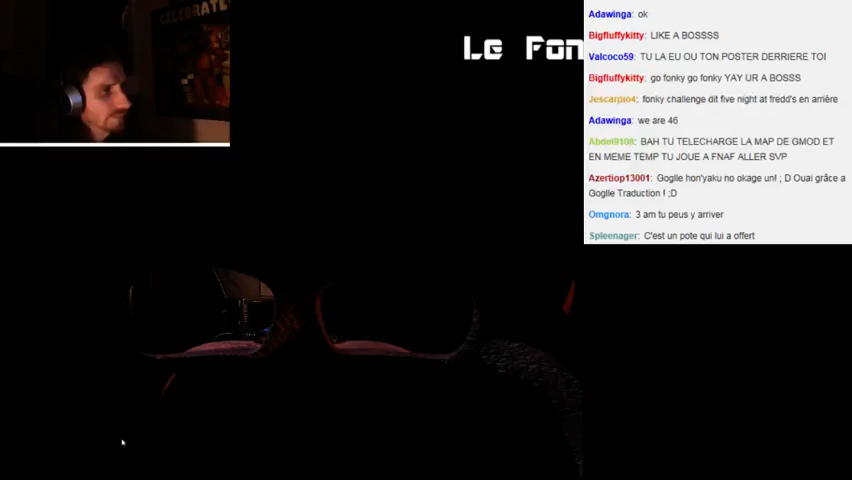 CELEBRATE
Le Fon
Adawinga: ok
Bigfluffykitty: LIKE A BOSSSS
Valcoco59: TU LA EU OU TON POSTER DERRIERE TOI
Bigfluffykitty: go fonky go fonky YAY UR A BOSSS
Jescarpio4: fonky challenge dit five night at fredd's en arrière
Adawinga: we are 46
Abdel9108: BAH TU TELECHARGE LA MAP DE GMOD ET
EN MEME TEMP TU JOUE A FNAF ALLER SVP
Azertiop13001: Goglle hon'yaku no okage un! ; D Ouai grâce a
Goglle Traduction ! ;D
Omgnora: 3 am tu peus y arriver
Spleenager: C'est un pote qui lui a offert